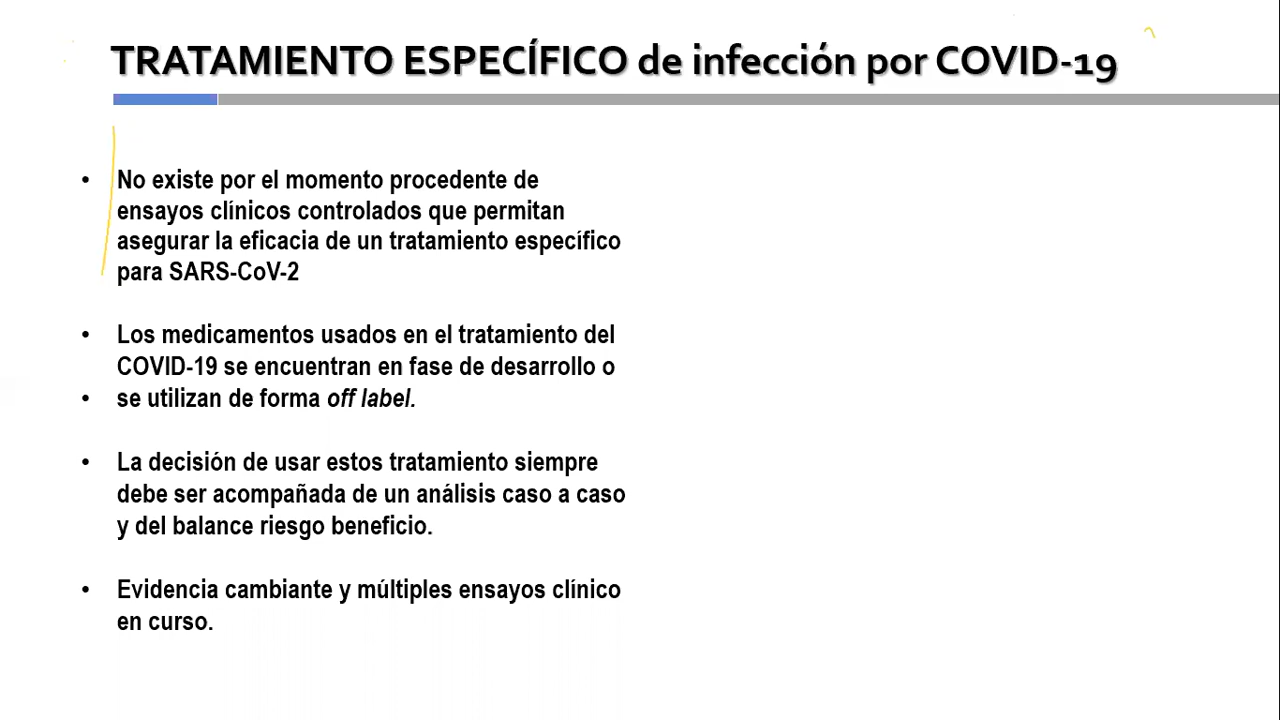 TRATAMIENTO ESPECÍFICO de infección por COVID-19
• No existe por el momento procedente de
ensayos clínicos controlados que permitan
asegurar la eficacia de un tratamiento específico
para SARS-CoV-2
• Los medicamentos usados en el tratamiento del
COVID-19 se encuentran en fase de desarrollo o
• se utilizan de forma off label.
• La decisión de usar estos tratamiento siempre
debe ser acompañada de un análisis caso a caso
y del balance riesgo beneficio.
• Evidencia cambiante y múltiples ensayos clínico
en curso.